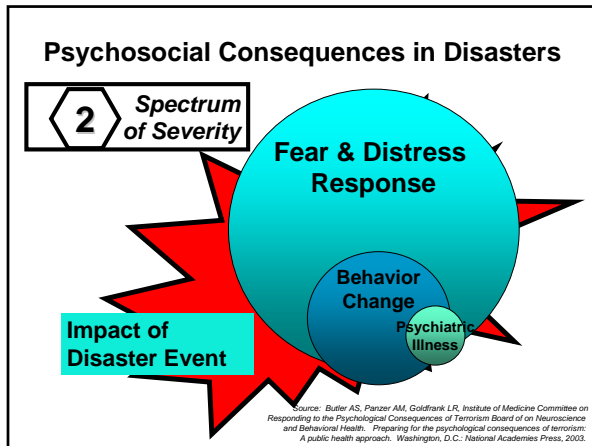 Psychosocial Consequences in Disasters
2
Spectrum
of Severity
Fear & Distress
Response
Behavior
Change
Psychiatric
Illness
Impact of
Disaster Event
Source: Butler AS, Panzer AM, Goldfrank LR, Institute of Medicine Committee on
Responding to the Psychological Consequences of Terrorism Board of on Neuroscience
and Behavioral Health. Preparing for the psychological consequences of terrorism:
A public health approach. Washington, D.C.: National Academies Press, 2003.